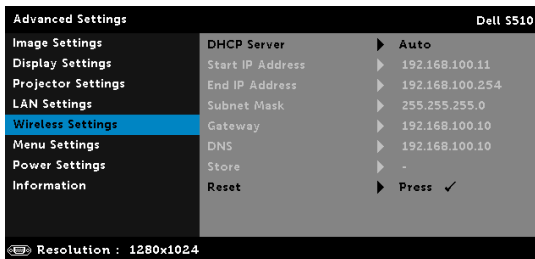 Advanced Settings Dell S510
Image Settings DHCP Server Auto
Display Settings Start IP Address 192.168.100.11
Projector Settings End IP Address 192.168.100.254
LAN Settings Subnet Mask 255.255.255.0
Wireless Settings Gateway 192.168.100.10
Menu Settings DNS 192.168.100.10
Power Settings Store -
Information Reset Press ✓
Resolution : 1280x1024